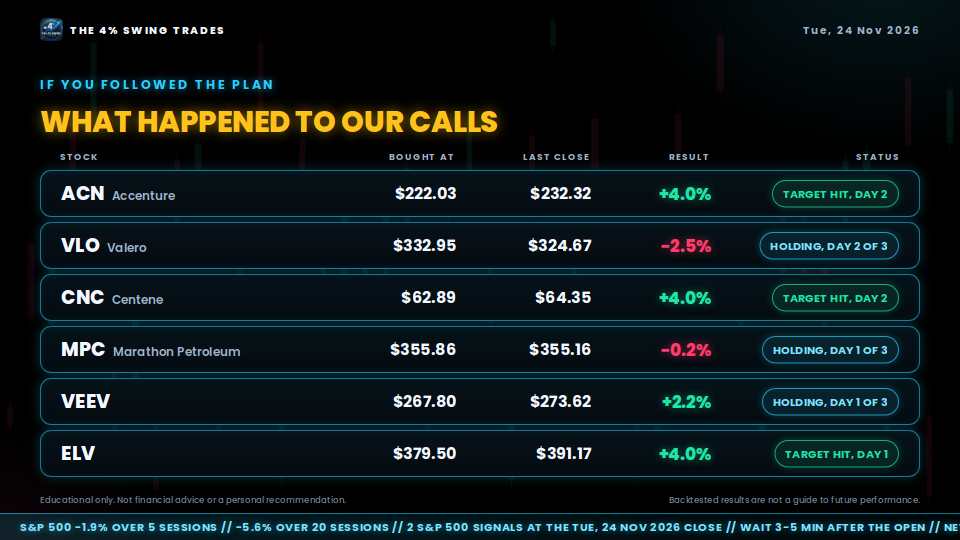 THE 4% SWING TRADES
Tue, 24 Nov 2026
IF YOU FOLLOWED THE PLAN
WHAT HAPPENED TO OUR CALLS
STOCK BOUGHT AT LAST CLOSE RESULT STATUS
ACN Accenture $222.03 $232.32 +4.0% TARGET HIT, DAY 2
VLO Valero $332.95 $324.67 -2.5% HOLDING, DAY 2 OF 3
CNC Centene $62.89 $64.35 +4.0% TARGET HIT, DAY 2
MPC Marathon Petroleum $355.86 $355.16 -0.2% HOLDING, DAY 1 OF 3
VEEV $267.80 $273.62 +2.2% HOLDING, DAY 1 OF 3
ELV $379.50 $391.17 +4.0% TARGET HIT, DAY 1
Educational only. Not financial advice or a personal recommendation.
Backtested results are not a guide to future performance.
S&P 500 -1.9% OVER 5 SESSIONS // -5.6% OVER 20 SESSIONS // 2 S&P 500 SIGNALS AT THE TUE, 24 NOV 2026 CLOSE // WAIT 3-5 MIN AFTER THE OPEN //